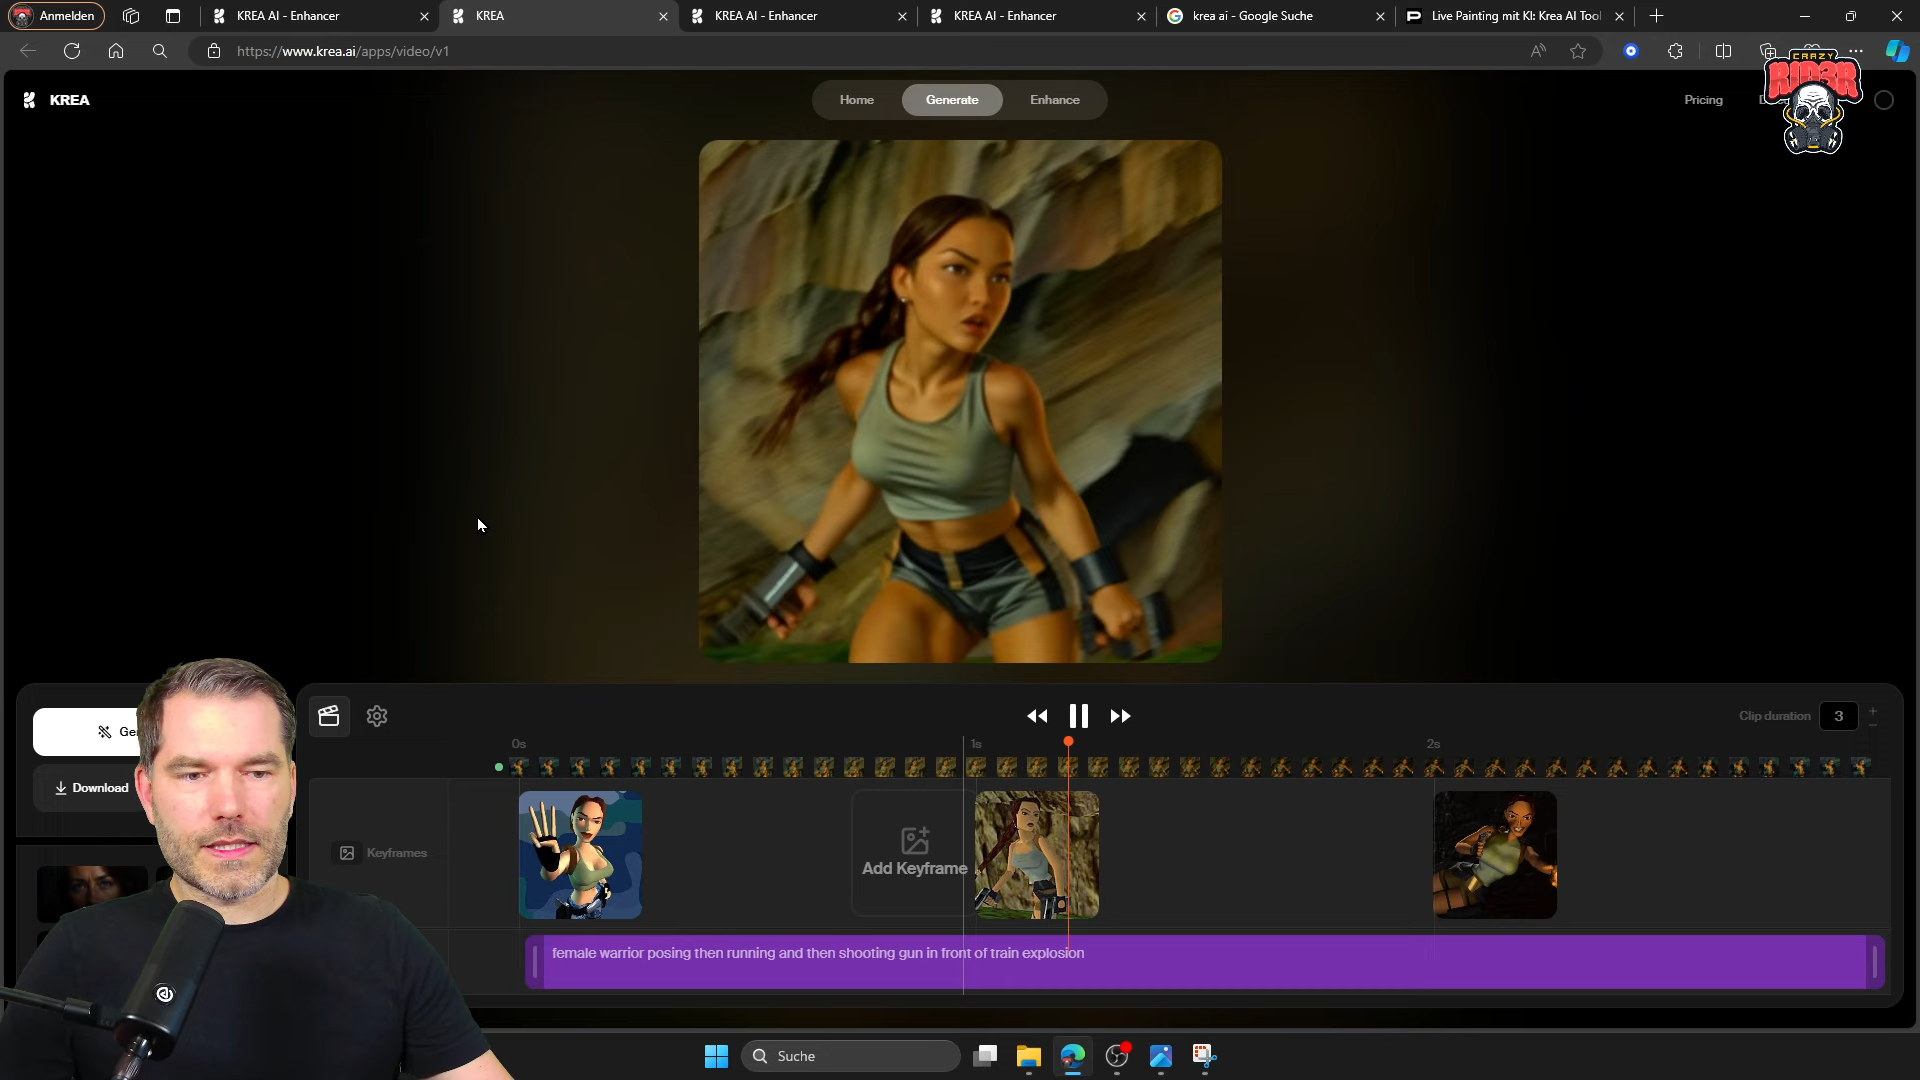 Anmelden
KREA AI - Enhancer
KREA
KREA AI - Enhancer
KREA AI - Enhancer
krea ai - Google Suche
Live Painting mit KI: Krea AI Tool
https://www.krea.ai/apps/video/v1
CRAZY
RID3R
KREA
Home
Generate
Enhance
Pricing
Clip duration
3
0s
1s
2s
Download
Keyframes
Add Keyframe
female warrior posing then running and then shooting gun in front of train explosion
Suche